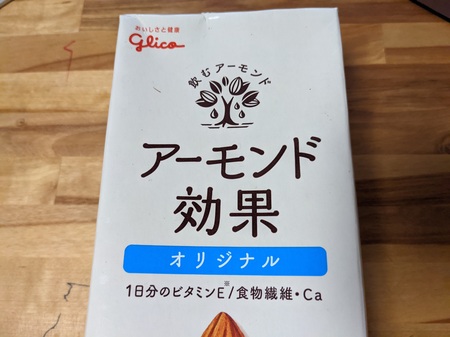 おいしさと健康
glico
飲むアーモンド
アーモンド
効果
オリジナル
1日分のビタミンE※/食物繊維・Ca